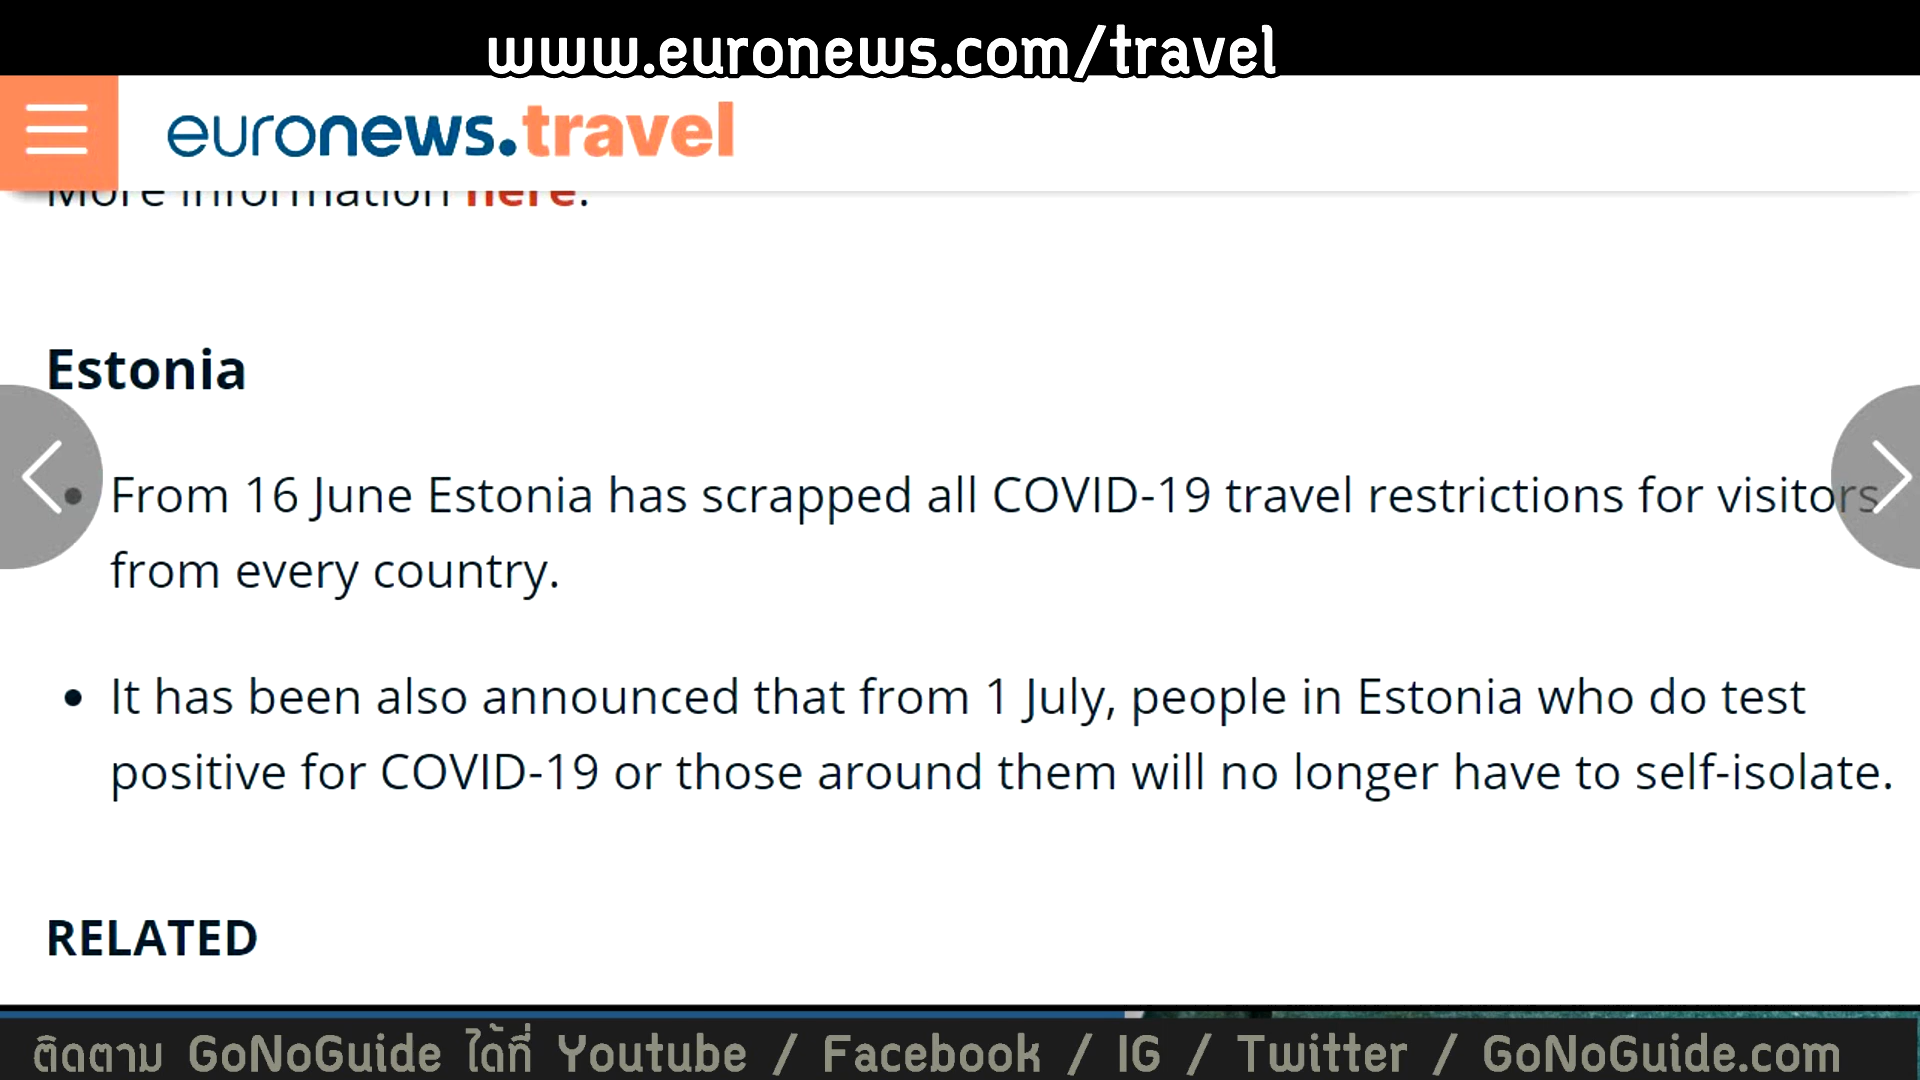 www.euronews.com/travel
euronews.travel
More information here.
Estonia
• From 16 June Estonia has scrapped all COVID-19 travel restrictions for visitors
from every country.
• It has been also announced that from 1 July, people in Estonia who do test
positive for COVID-19 or those around them will no longer have to self-isolate.
RELATED
ติดตาม GoNoGuide ได้ที่ Youtube / Facebook / IG / Twitter / GoNoGuide.com